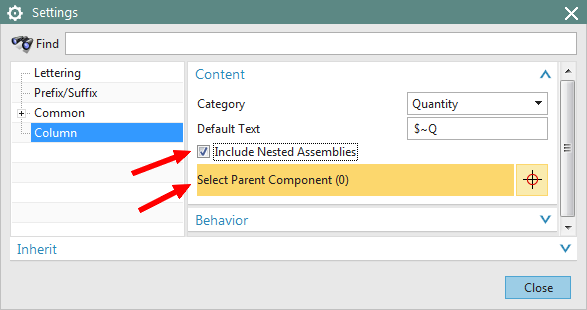 Settings
Find
Lettering
Prefix/Suffix
Common
Column
Content
Category Quantity
Default Text $~Q
Include Nested Assemblies
Select Parent Component (0)
Behavior
Inherit
Close